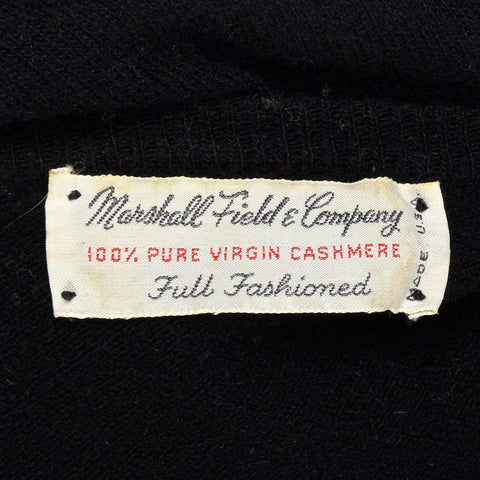 Marshall Field & Company
100% PURE VIRGIN CASHMERE
Full Fashioned
MADE U.S.A.